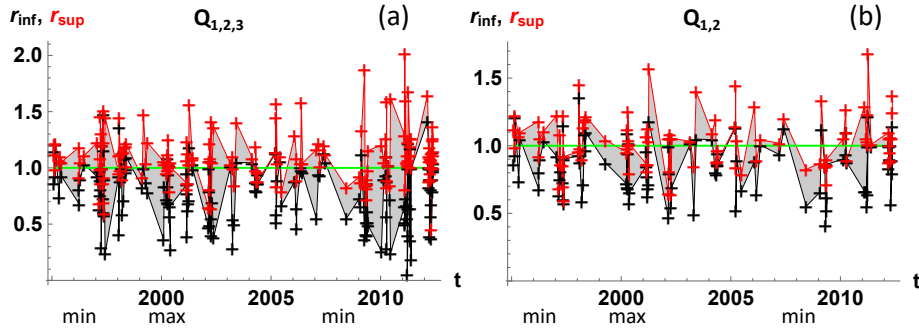 r_inf, r_sup Q_1,2,3 (a)
2.0
1.5
1.0
0.5
2000 2005 2010 t
min max min
r_inf, r_sup Q_1,2 (b)
1.5
1.0
0.5
2000 2005 2010 t
min max min